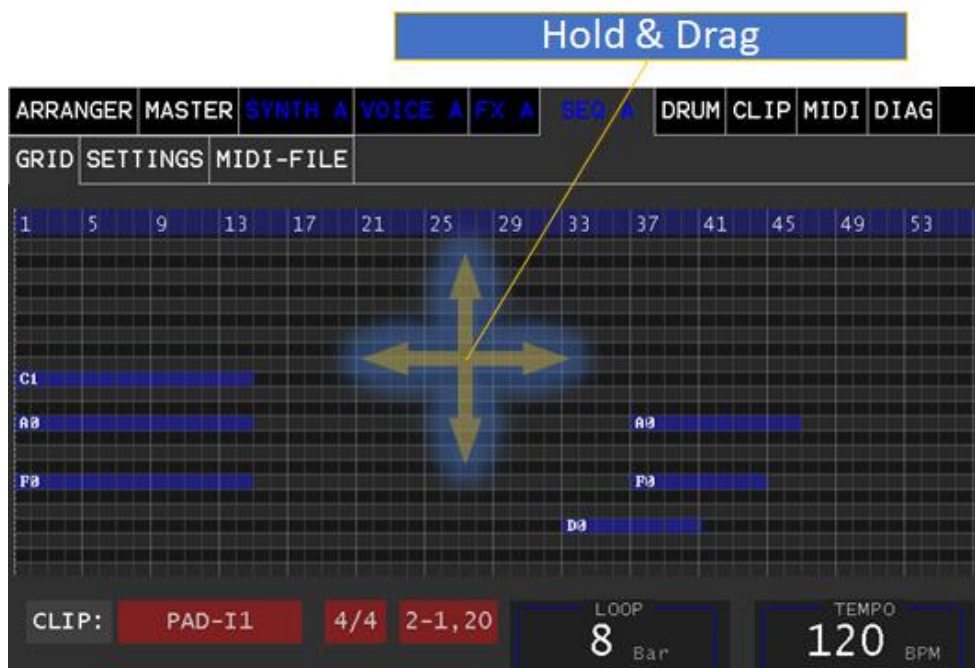 Hold & Drag
ARRANGER MASTER SYNTH A VOICE A FX A SEQ A DRUM CLIP MIDI DIAG
GRID SETTINGS MIDI-FILE
1 5 9 13 17 21 25 29 33 37 41 45 49 53
C1
A0 A0
F0 F0
D0
CLIP: PAD-I1 4/4 2-1,20 LOOP TEMPO
8 Bar 120 BPM